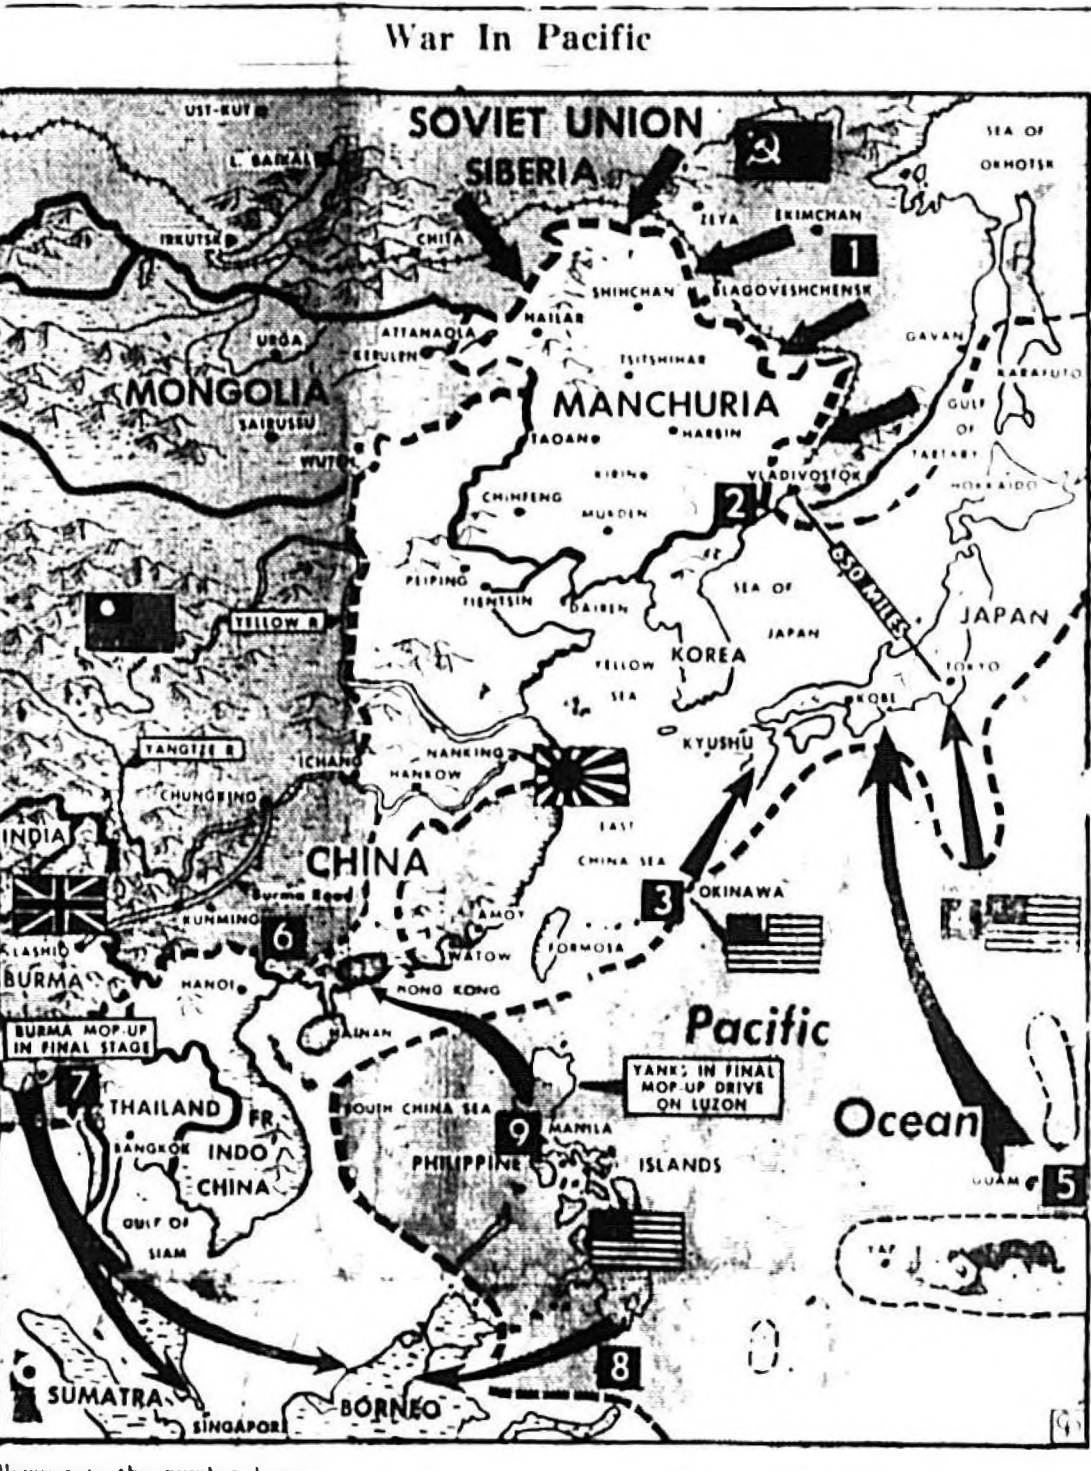 War In Pacific
UST-KUT
SOVIET UNION
SIBERIA
SEA OF
OKHOTSK
L. BAIKAL
ZEYA
EKIMCHAN
IRKUTSK
CHITA
1
SHIHCHAN
BLAGOVESHCHENSK
HAILAR
ATTANAOLA
URGA
KERULEN
GAVAN
TSITSIHAR
KARAFUTO
MONGOLIA
MANCHURIA
GULF
OF
TARTARY
SAIRUSSU
TAOAN
HARBIN
KIRIN
VLADIVOSTOK
HOKKAIDO
CHIHFENG
2
MUKDEN
650 MILES
PEIPING
SEA OF
JAPAN
TIENTSIN
DAIREN
JAPAN
YELLOW R
YELLOW
SEA
KOREA
TOKYO
KOBE
YANGTZE R
KYUSHU
ICHANG
NANKING
HANKOW
CHUNGKING
INDIA
EAST
CHINA SEA
CHINA
Burma Road
3
OKINAWA
KUNMING
AMOY
6
LASHIO
FORMOSA
BURMA
HANOI
HONG KONG
Pacific
BURMA MOP-UP
IN FINAL STAGE
HAINAN
YANKS IN FINAL
MOP-UP DRIVE
ON LUZON
7
THAILAND
FR.
INDO
CHINA
SOUTH CHINA SEA
9
MANILA
Ocean
BANGKOK
PHILIPPINE
ISLANDS
GUAM
5
GULF OF
SIAM
YAP
8
SUMATRA
SINGAPORE
BORNEO